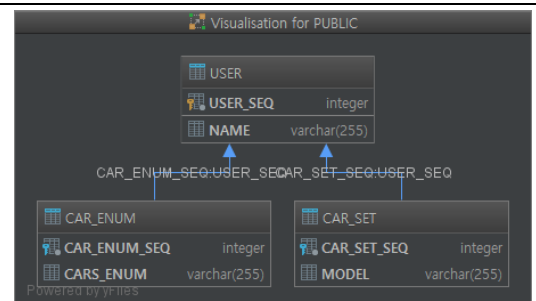 Visualisation for PUBLIC
USER
USER_SEQ integer
NAME varchar(255)
CAR_ENUM_SEQ:USER_SEQ CAR_SET_SEQ:USER_SEQ
CAR_ENUM CAR_SET
CAR_ENUM_SEQ integer CAR_SET_SEQ integer
CARS_ENUM varchar(255) MODEL varchar(255)
Powered by yFiles